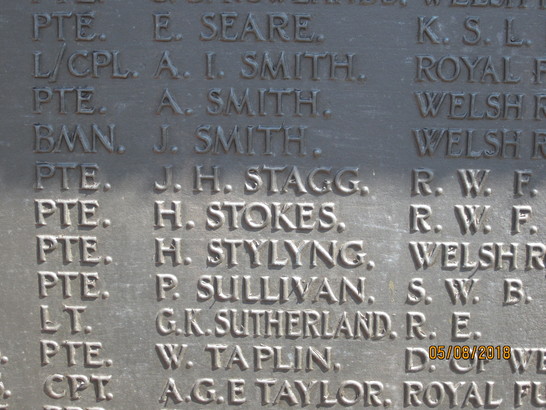 PTE. E. SEARE. K. S. L.
L/CPL. A. I. SMITH. ROYAL
PTE. A. SMITH. WELSH
BMN. J. SMITH. WELSH
PTE. J. H. STAGG. R. W. F.
PTE. H. STOKES. R. W. F.
PTE. H. STYLYNG. WELSH
PTE. P. SULLIVAN. S. W. B.
LT. G.K. SUTHERLAND. R. E.
PTE. W. TAPLIN. D. OF
CPT. A.G.E TAYLOR. ROYAL
05/08/2018